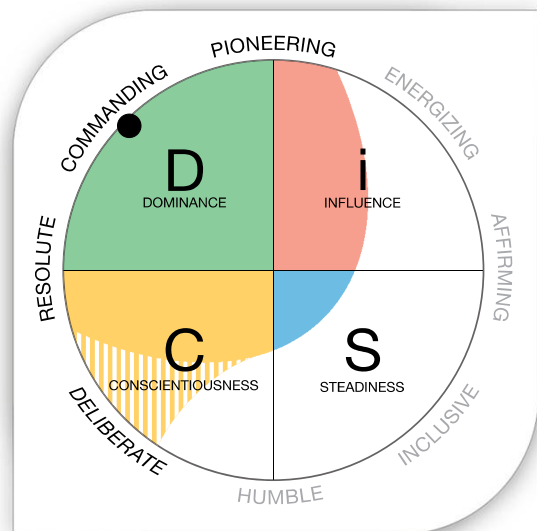 PIONEERING
COMMANDING
ENERGIZING
D
DOMINANCE
i
INFLUENCE
RESOLUTE
AFFIRMING
C
CONSCIENTIOUSNESS
S
STEADINESS
DELIBERATE
INCLUSIVE
HUMBLE